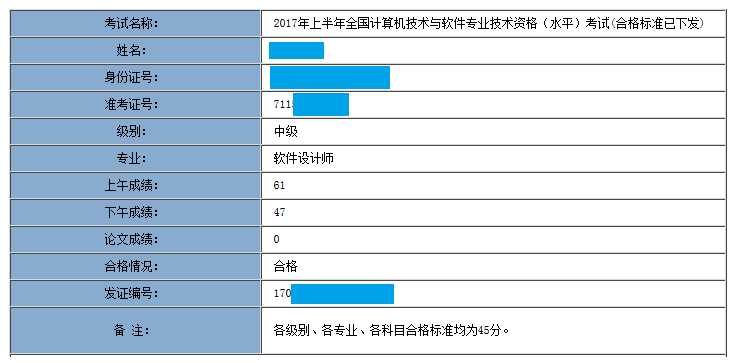 考试名称： 2017年上半年全国计算机技术与软件专业技术资格（水平）考试(合格标准已下发)
姓名：
身份证号：
准考证号： 711
级别： 中级
专业： 软件设计师
上午成绩： 61
下午成绩： 47
论文成绩： 0
合格情况： 合格
发证编号： 170
备 注： 各级别、各专业、各科目合格标准均为45分。